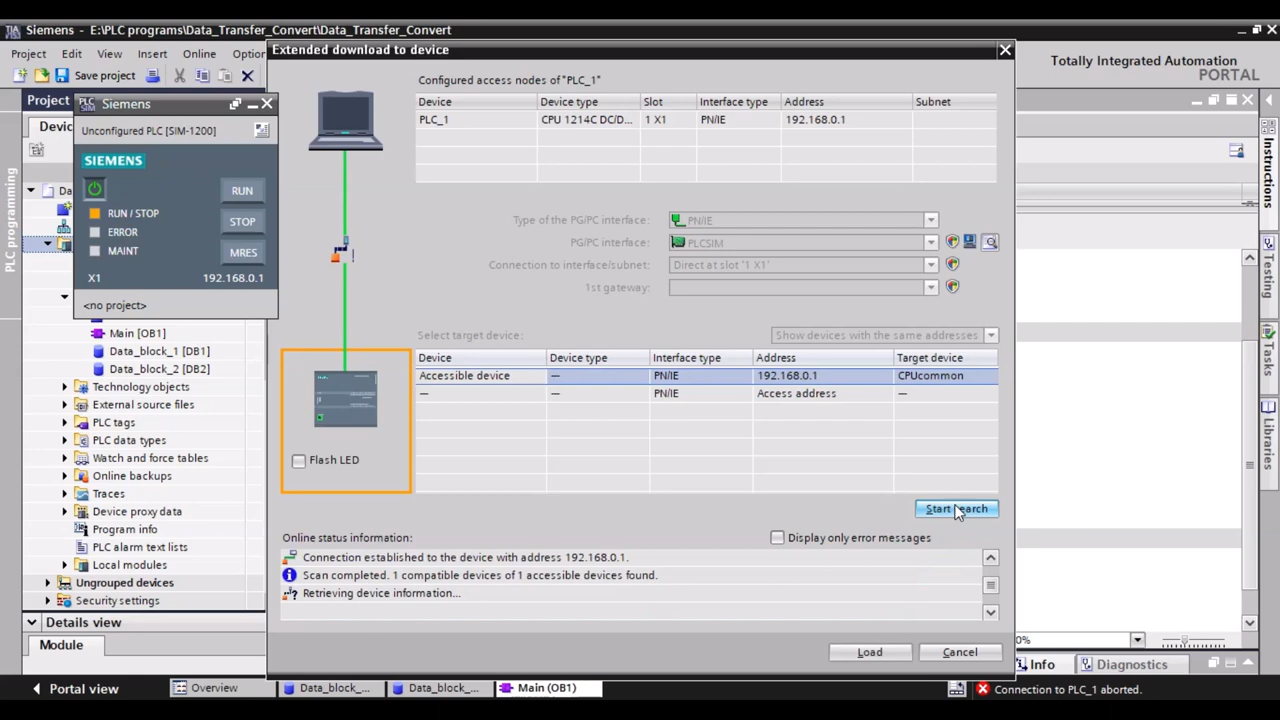 TIA
Siemens - E:\PLC programs\Data_Transfer_Convert\Data_Transfer_Convert
Project Edit View Insert Online Option
Save project
Totally Integrated Automation
PORTAL
Extended download to device
Configured access nodes of "PLC_1"
Device Device type Slot Interface type Address Subnet
PLC_1 CPU 1214C DC/D... 1 X1 PN/IE 192.168.0.1
Type of the PG/PC interface: PN/IE
PG/PC interface: PLCSIM
Connection to interface/subnet: Direct at slot '1 X1'
1st gateway:
Select target device: Show devices with the same addresses
Device Device type Interface type Address Target device
Accessible device — PN/IE 192.168.0.1 CPUcommon
— — PN/IE Access address —
Flash LED
Start search
Online status information: Display only error messages
Connection established to the device with address 192.168.0.1.
Scan completed. 1 compatible devices of 1 accessible devices found.
Retrieving device information...
Load Cancel
Project
Devic
PLC programming
PLC SIM
Siemens
Unconfigured PLC [SIM-1200]
SIEMENS
RUN
RUN / STOP
STOP
ERROR
MAINT
MRES
X1 192.168.0.1
<no project>
Da
Main [OB1]
Data_block_1 [DB1]
Data_block_2 [DB2]
Technology objects
External source files
PLC tags
PLC data types
Watch and force tables
Online backups
Traces
Device proxy data
Program info
PLC alarm text lists
Local modules
Ungrouped devices
Security settings
Details view
Module
Instructions
Testing
Tasks
Libraries
0%
Info Diagnostics
Portal view Overview Data_block_... Data_block_... Main (OB1) Connection to PLC_1 aborted.